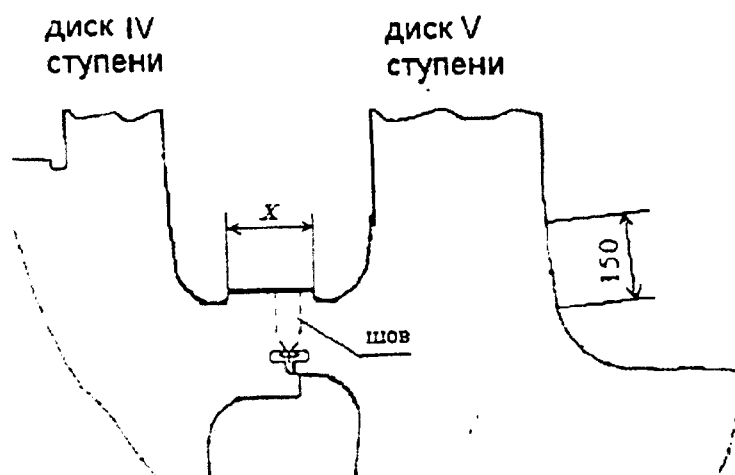 диск IV
ступени
диск V
ступени
X
150
шов